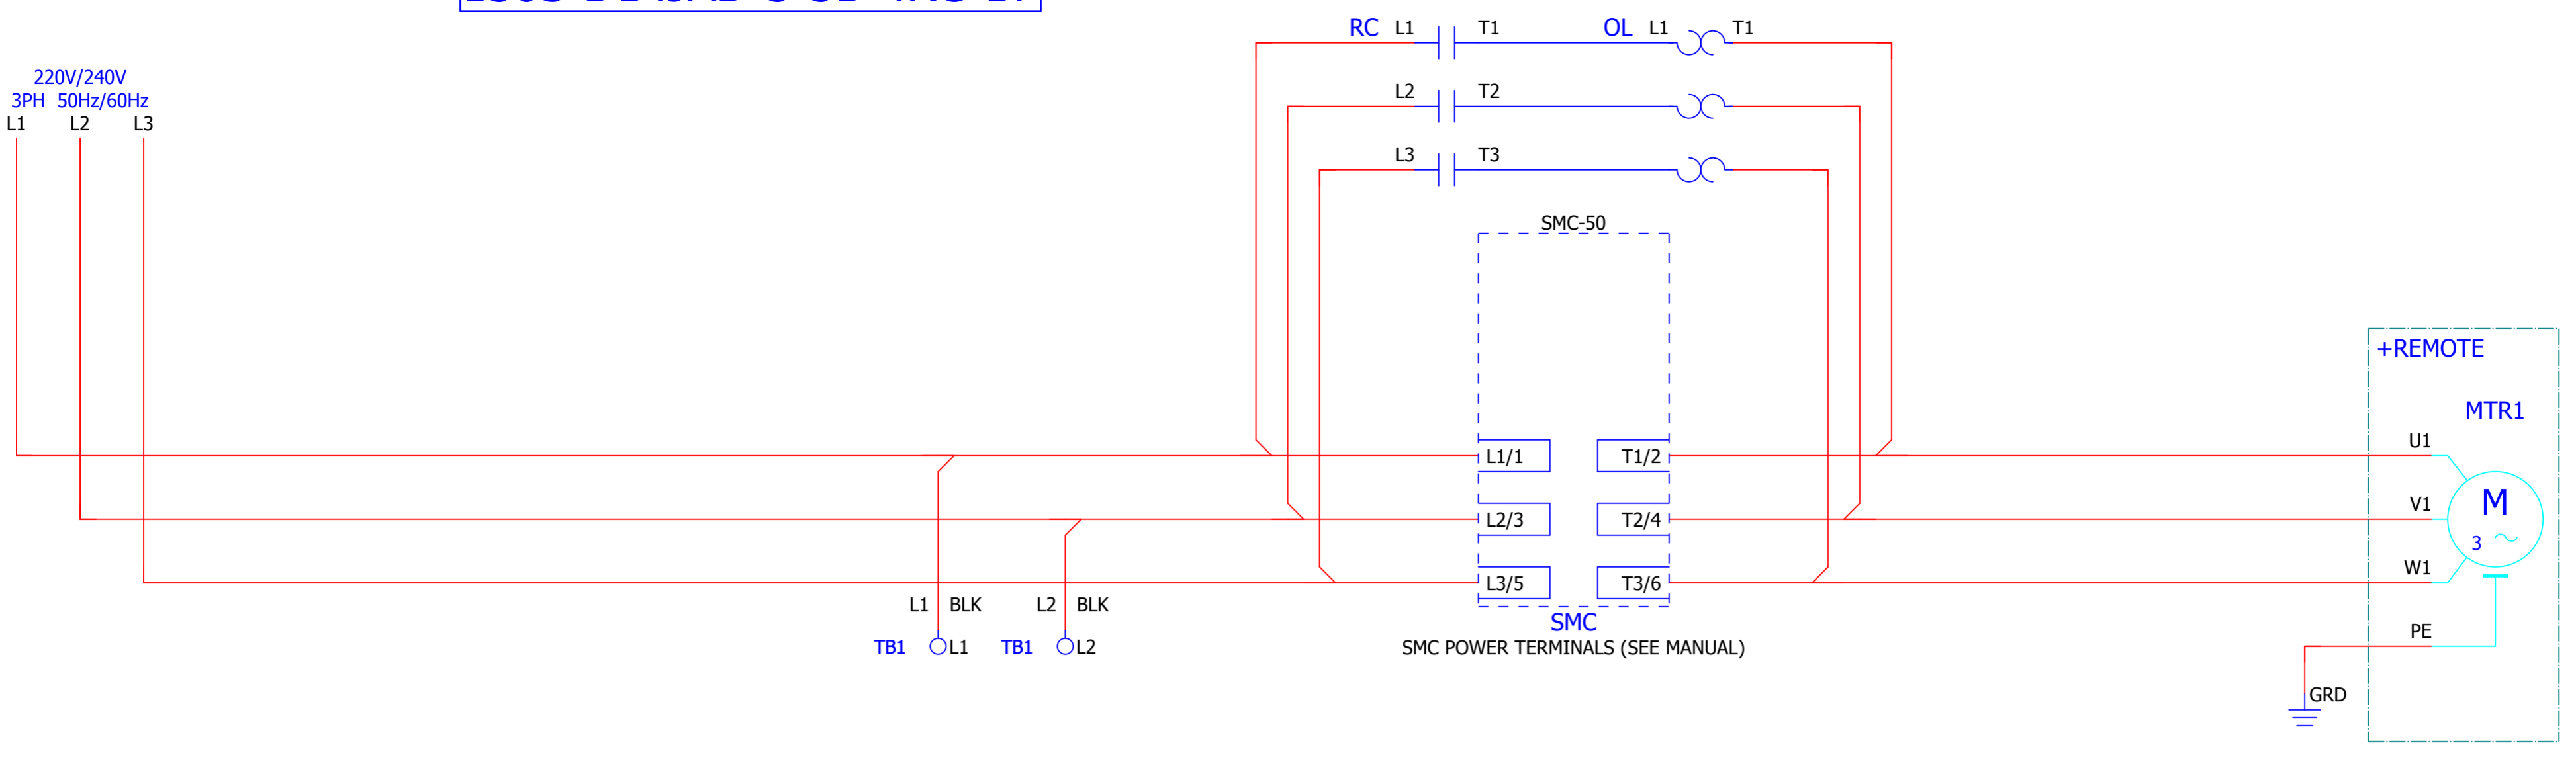 RC L1 T1 OL L1 T1
220V/240V
3PH 50Hz/60Hz
L1 L2 L3
L2 T2
L3 T3
SMC-50
+REMOTE
MTR1
U1
L1/1 T1/2
M
V1
L2/3 T2/4
3
W1
L3/5 T3/6
L1 BLK L2 BLK
SMC
PE
TB1 L1 TB1 L2
SMC POWER TERMINALS (SEE MANUAL)
GRD